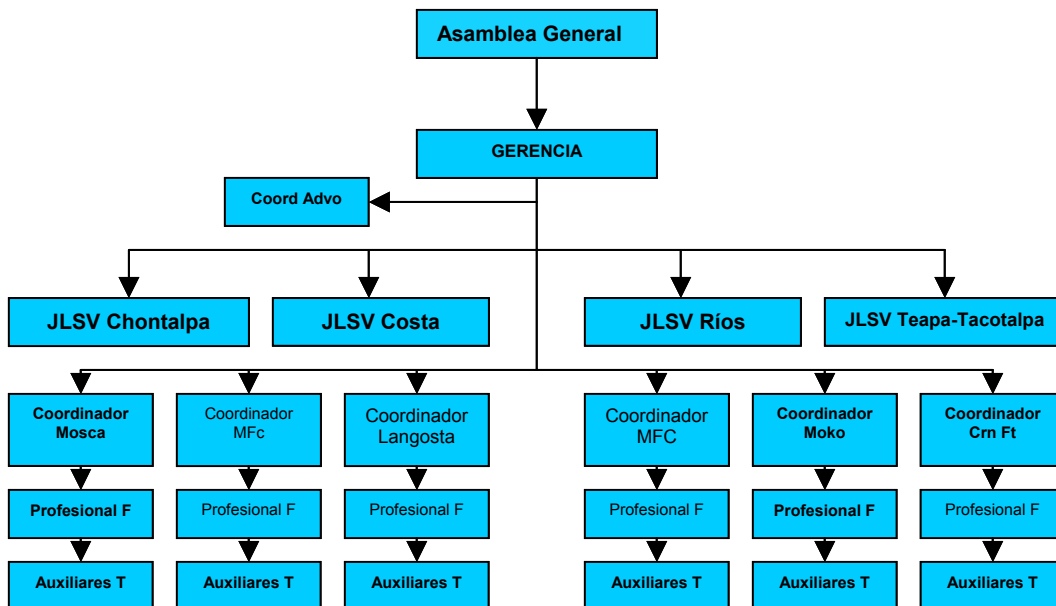 Asamblea General
GERENCIA
Coord Advo
JLSV Chontalpa
JLSV Costa
JLSV Ríos
JLSV Teapa-Tacotalpa
Coordinador
Mosca
Coordinador
MFc
Coordinador
Langosta
Coordinador
MFC
Coordinador
Moko
Coordinador
Crn Ft
Profesional F
Profesional F
Profesional F
Profesional F
Profesional F
Profesional F
Auxiliares T
Auxiliares T
Auxiliares T
Auxiliares T
Auxiliares T
Auxiliares T